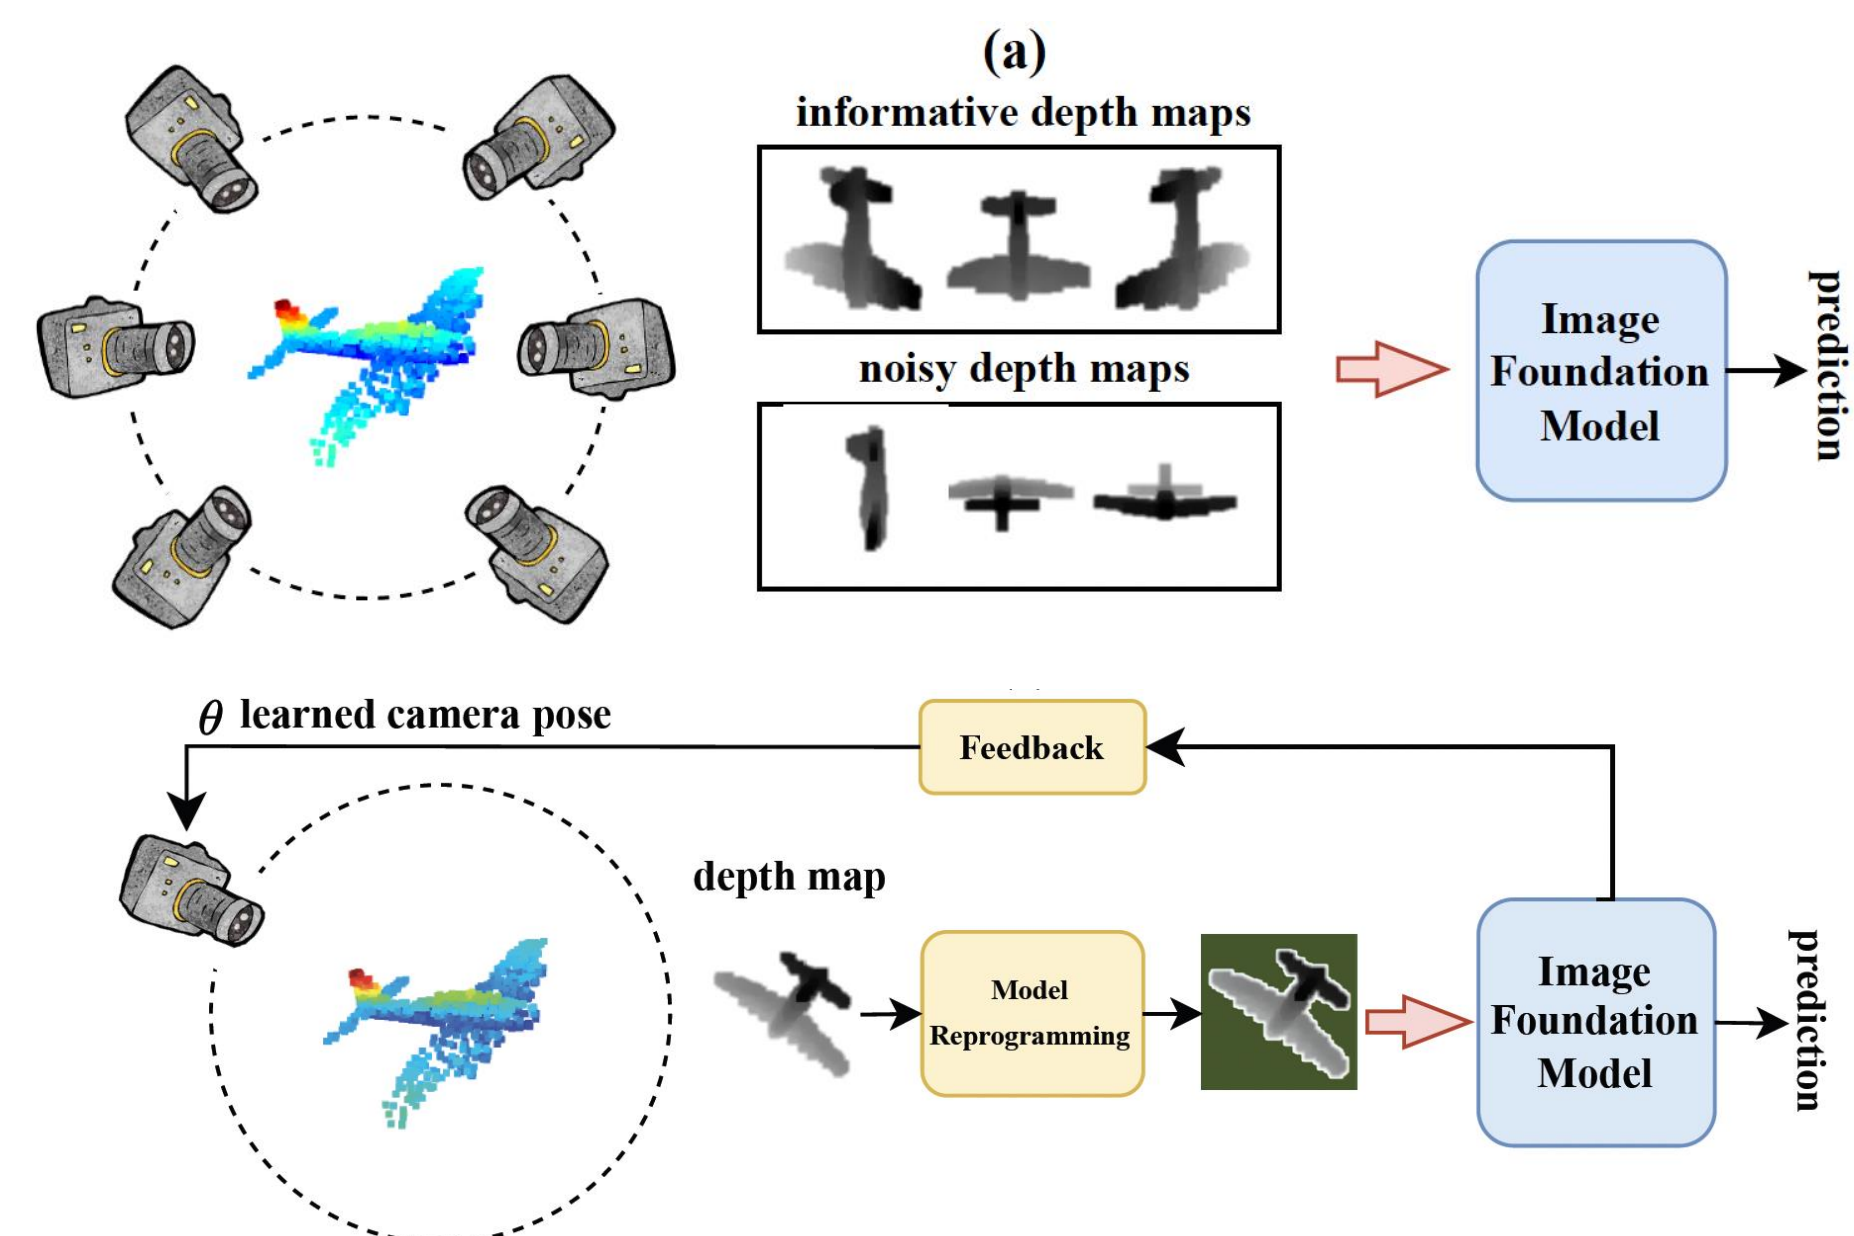 (a)
informative depth maps
noisy depth maps
Image
Foundation
Model
prediction
θ learned camera pose
Feedback
depth map
Model
Reprogramming
Image
Foundation
Model
prediction